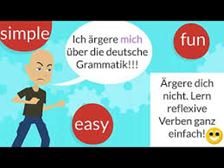 simple
Ich ärgere mich
über die deutsche
Grammatik!!!
fun
easy
Ärgere dich
nicht. Lern
reflexive
Verben ganz
einfach!